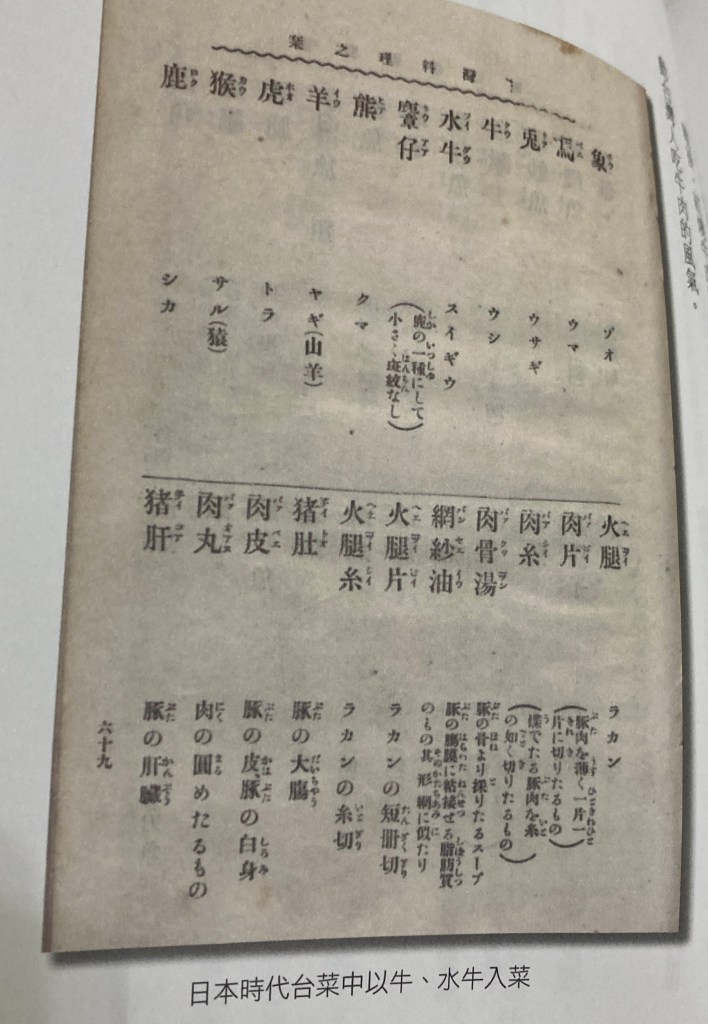 台灣料理之栞
象
ゾオ
馬
ウマ
兎
ウサギ
牛
ウシ
水牛
スイギウ
麞仔
(鹿の一種にして
小さく斑紋なし)
熊
クマ
羊
ヤギ(山羊)
虎
トラ
猴
サル(猿)
鹿
シカ
火腿
ラカン
肉片
(豚肉を薄く一片一
片に切りたるもの)
肉糸
(茹でたる豚肉を糸
の如く切りたるもの)
肉骨湯
豚の骨より採りたるスープ
網紗油
豚の腸膜に粘接せる脂肪質
のもの其形網に似たり
火腿片
ラカンの短冊切
火腿糸
ラカンの糸切
猪肚
豚の大腸
肉皮
豚の皮、豚の白身
肉丸
肉の圓めたるもの
猪肝
豚の肝臓
六十九
日本時代台菜中以牛、水牛入菜